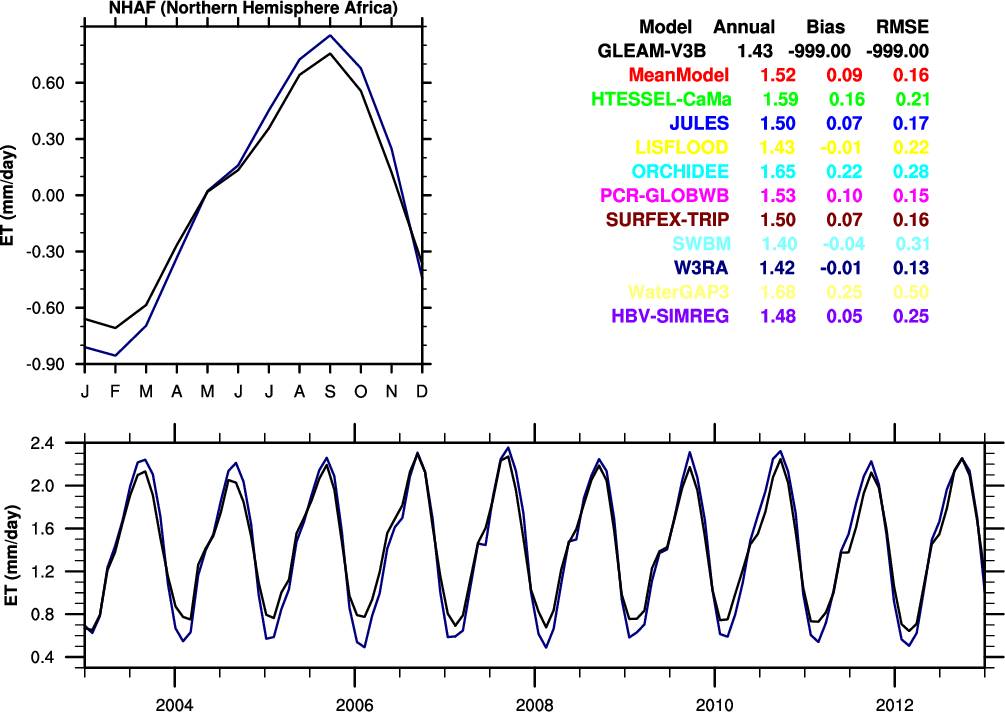 NHAF (Northern Hemisphere Africa)
ET (mm/day)
0.60
0.30
0.00
-0.30
-0.60
-0.90
J F M A M J J A S O N D
Model Annual Bias RMSE
GLEAM-V3B 1.43 -999.00 -999.00
MeanModel 1.52 0.09 0.16
HTESSEL-CaMa 1.59 0.16 0.21
JULES 1.50 0.07 0.17
LISFLOOD 1.43 -0.01 0.22
ORCHIDEE 1.65 0.22 0.28
PCR-GLOBWB 1.53 0.10 0.15
SURFEX-TRIP 1.50 0.07 0.16
SWBM 1.40 -0.04 0.31
W3RA 1.42 -0.01 0.13
WaterGAP3 1.68 0.25 0.50
HBV-SIMREG 1.48 0.05 0.25
ET (mm/day)
2.4
2.0
1.6
1.2
0.8
0.4
2004 2006 2008 2010 2012